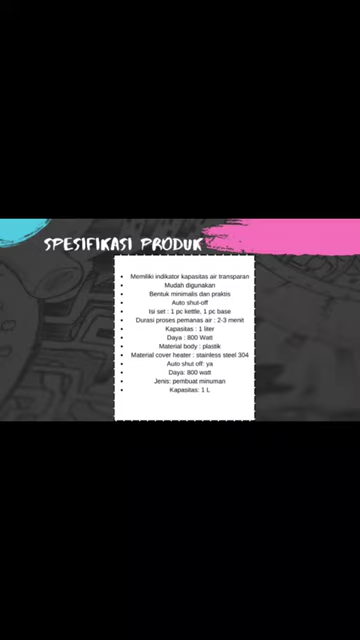 SPESIFIKASI PRODUK
• Memiliki indikator kapasitas air transparan
• Mudah digunakan
• Bentuk minimalis dan praktis
• Auto shut-off
• Isi set : 1 pc kettle, 1 pc base
• Durasi proses pemanas air : 2-3 menit
• Kapasitas : 1 liter
• Daya : 800 Watt
• Material body : plastik
• Material cover heater : stainless steel 304
• Auto shut off: ya
• Daya: 800 watt
• Jenis: pembuat minuman
• Kapasitas: 1 L